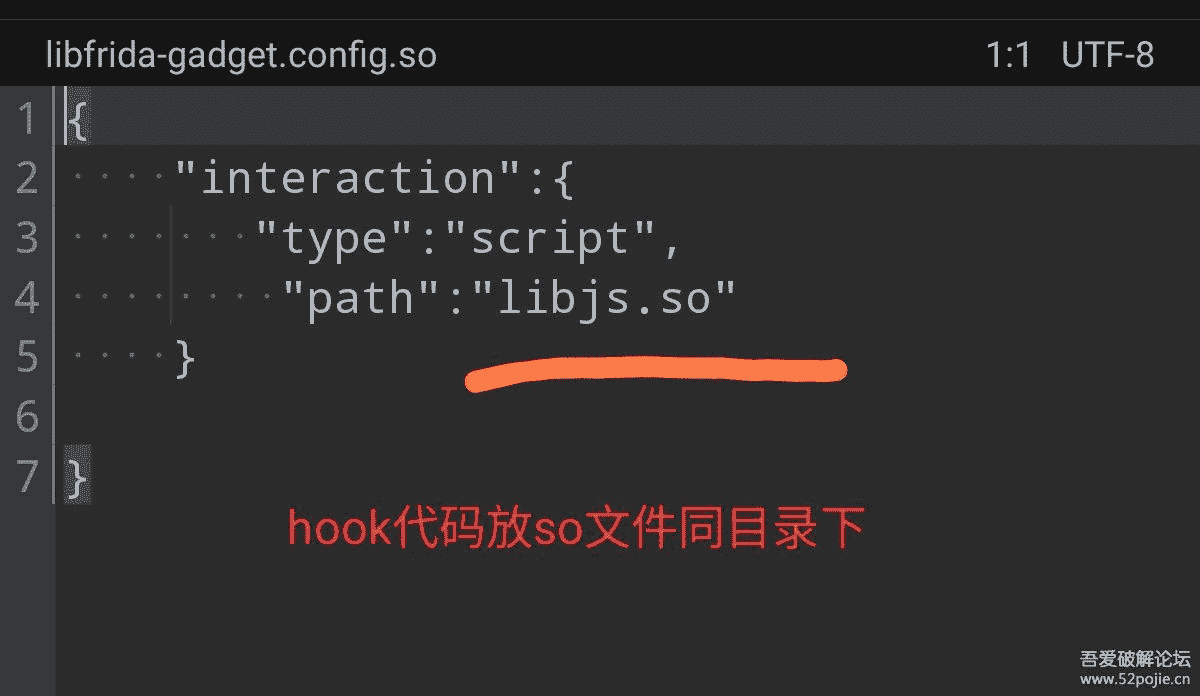 libfrida-gadget.config.so 1:1 UTF-8
1 {
2 "interaction":{
3 "type":"script",
4 "path":"libjs.so"
5 }
6
7 }
hook代码放so文件同目录下
吾爱破解论坛
www.52pojie.cn